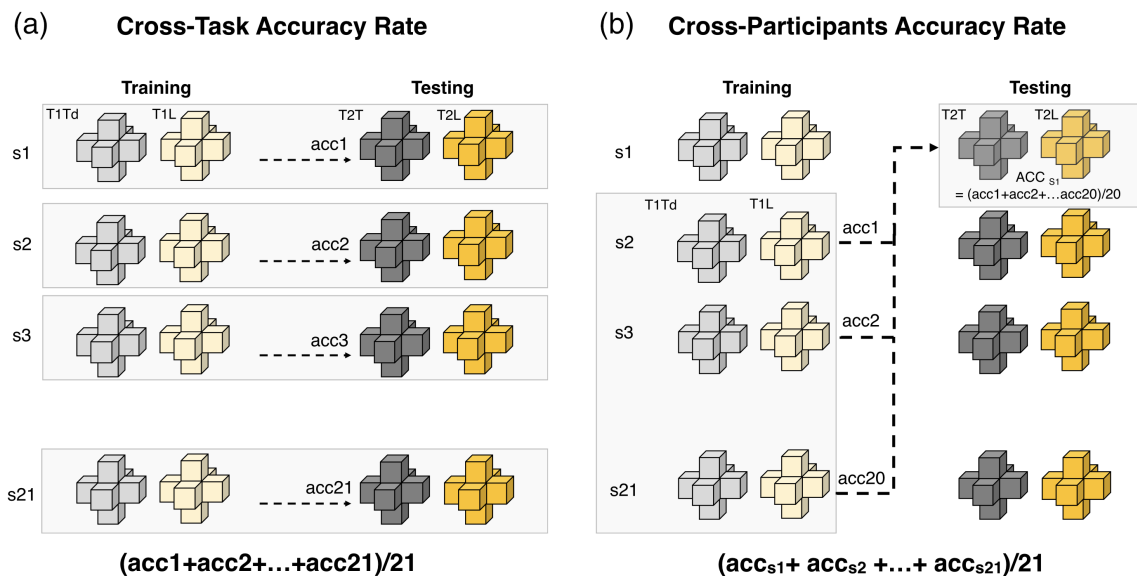 (a) Cross-Task Accuracy Rate
Training Testing
T1Td T1L T2T T2L
s1 acc1
s2 acc2
s3 acc3
s21 acc21
(acc1+acc2+…+acc21)/21
(b) Cross-Participants Accuracy Rate
Training Testing
T2T T2L
s1
ACC S1
= (acc1+acc2+…acc20)/20
T1Td T1L
s2 acc1
s3 acc2
s21 acc20
(accs1+ accs2 +…+ accs21)/21